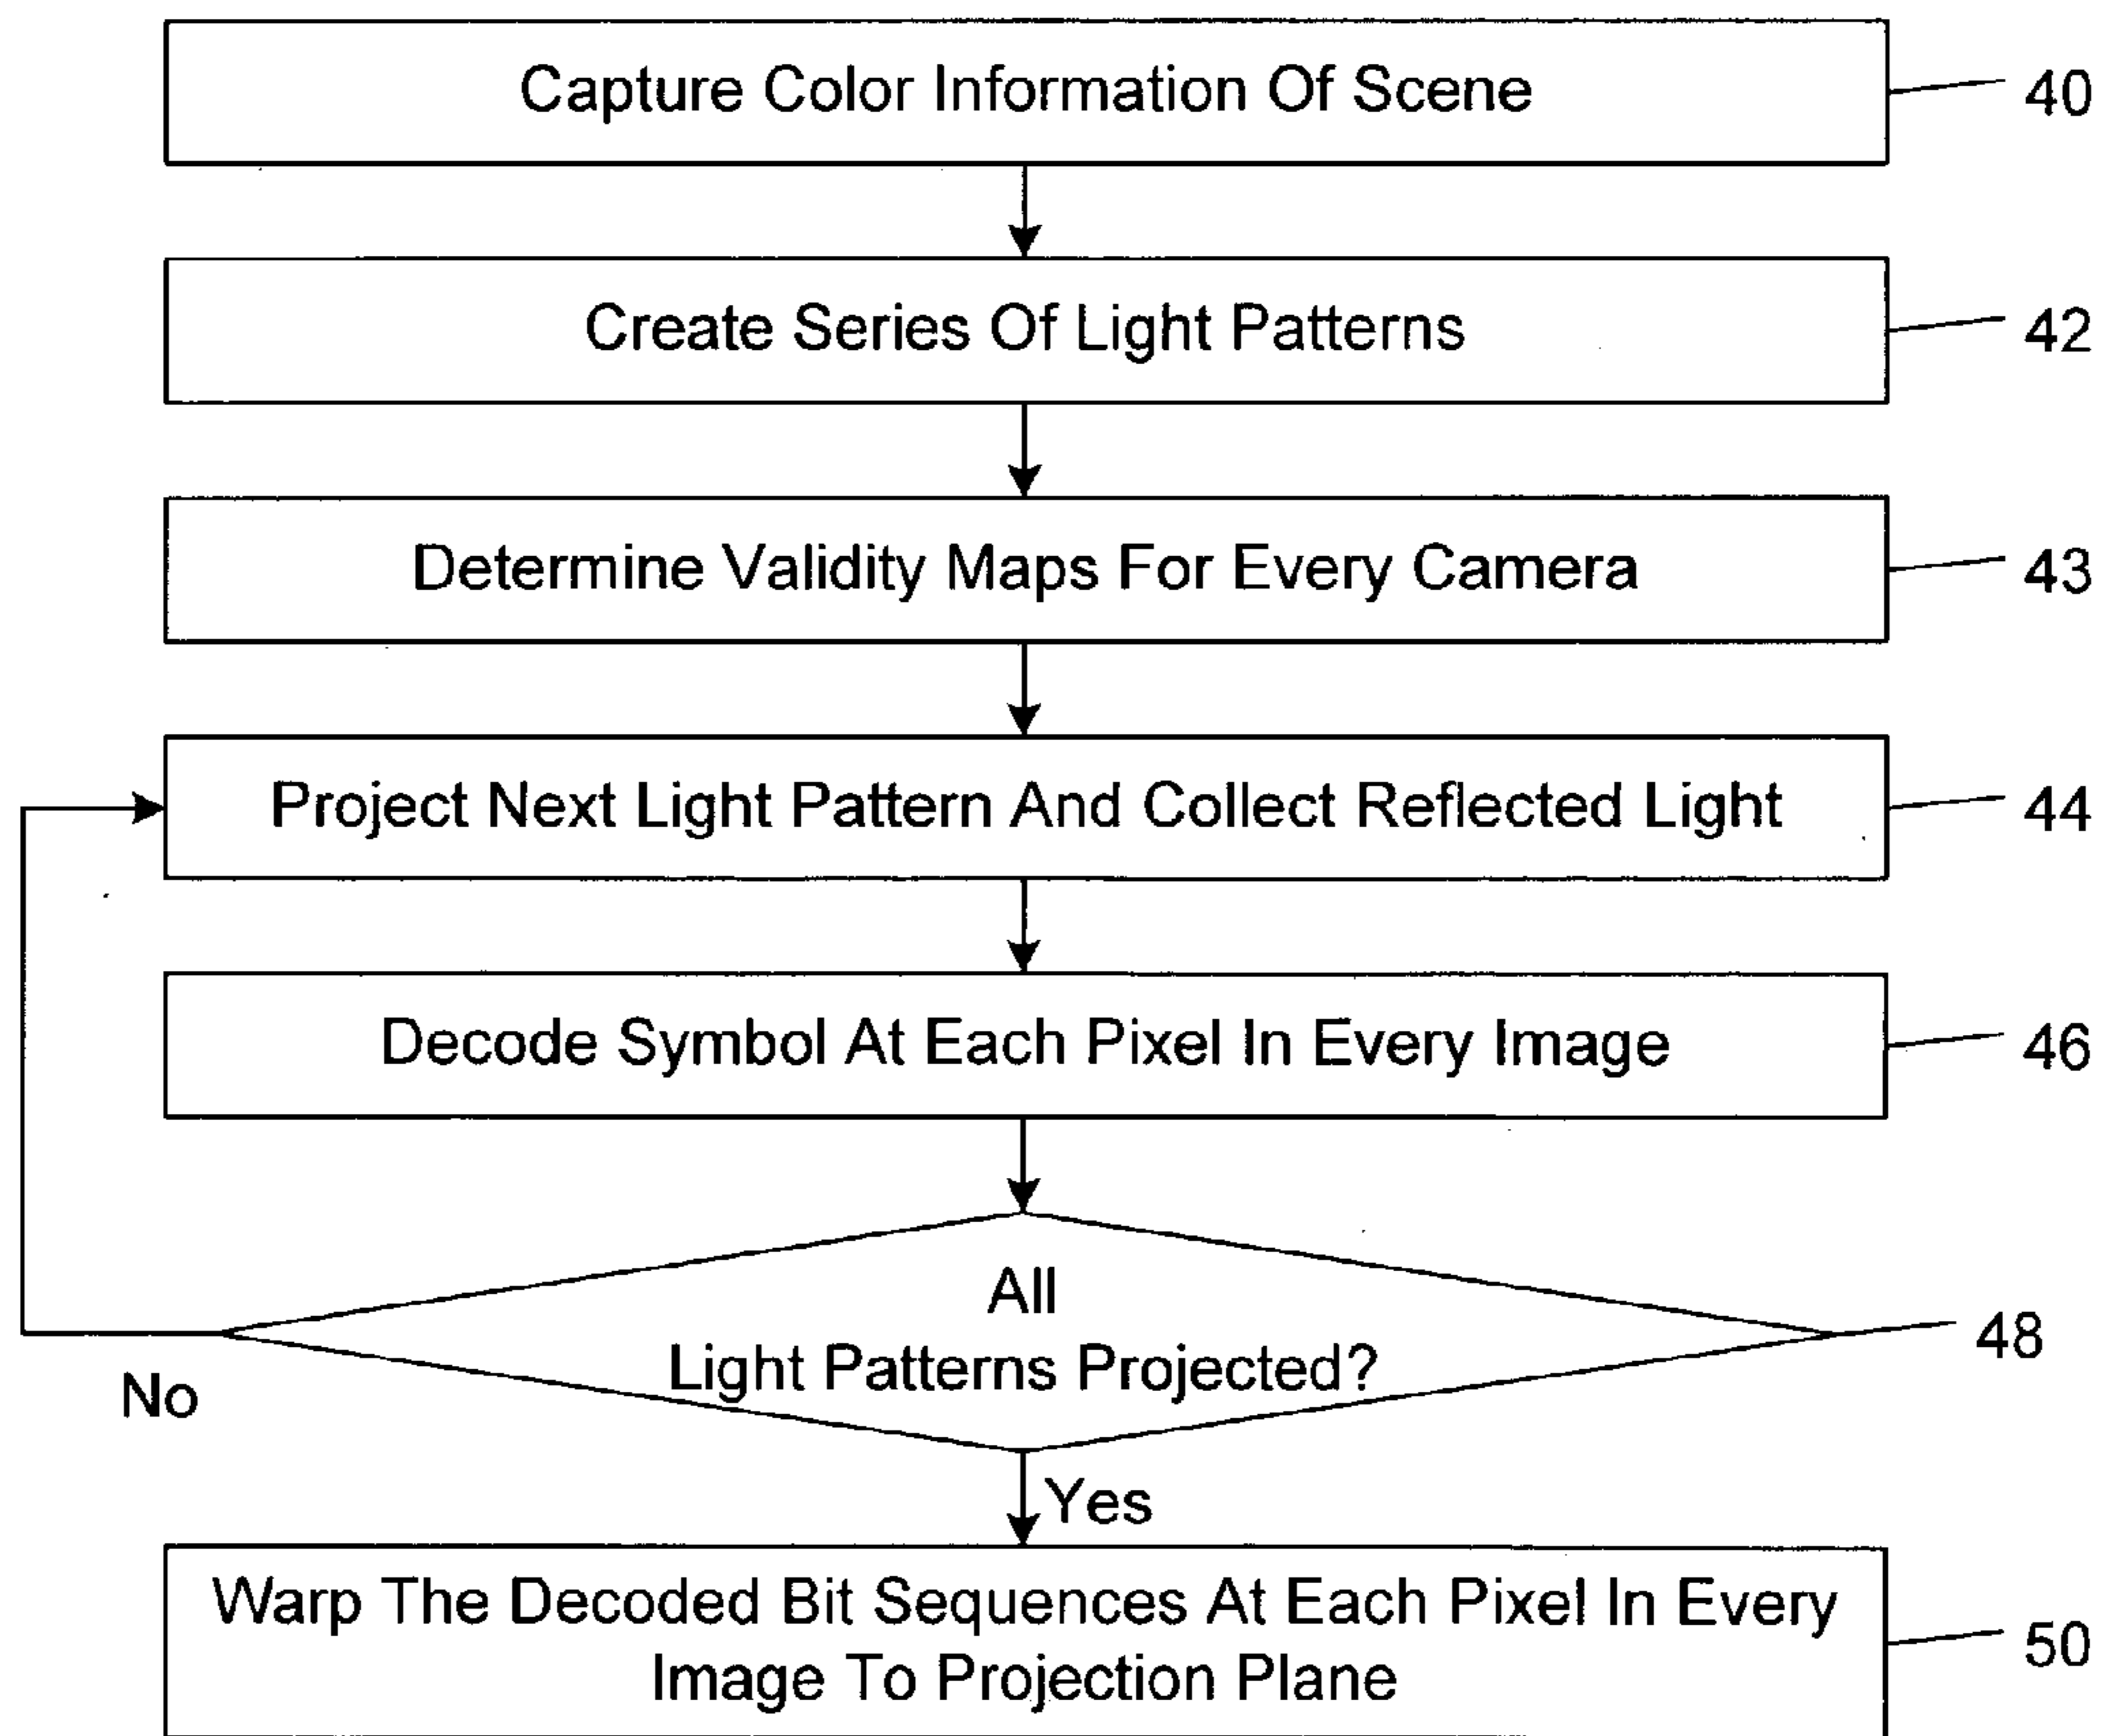 Capture Color Information Of Scene
40
Create Series Of Light Patterns
42
Determine Validity Maps For Every Camera
43
Project Next Light Pattern And Collect Reflected Light
44
Decode Symbol At Each Pixel In Every Image
46
All
Light Patterns Projected?
48
No
Yes
Warp The Decoded Bit Sequences At Each Pixel In Every
Image To Projection Plane
50